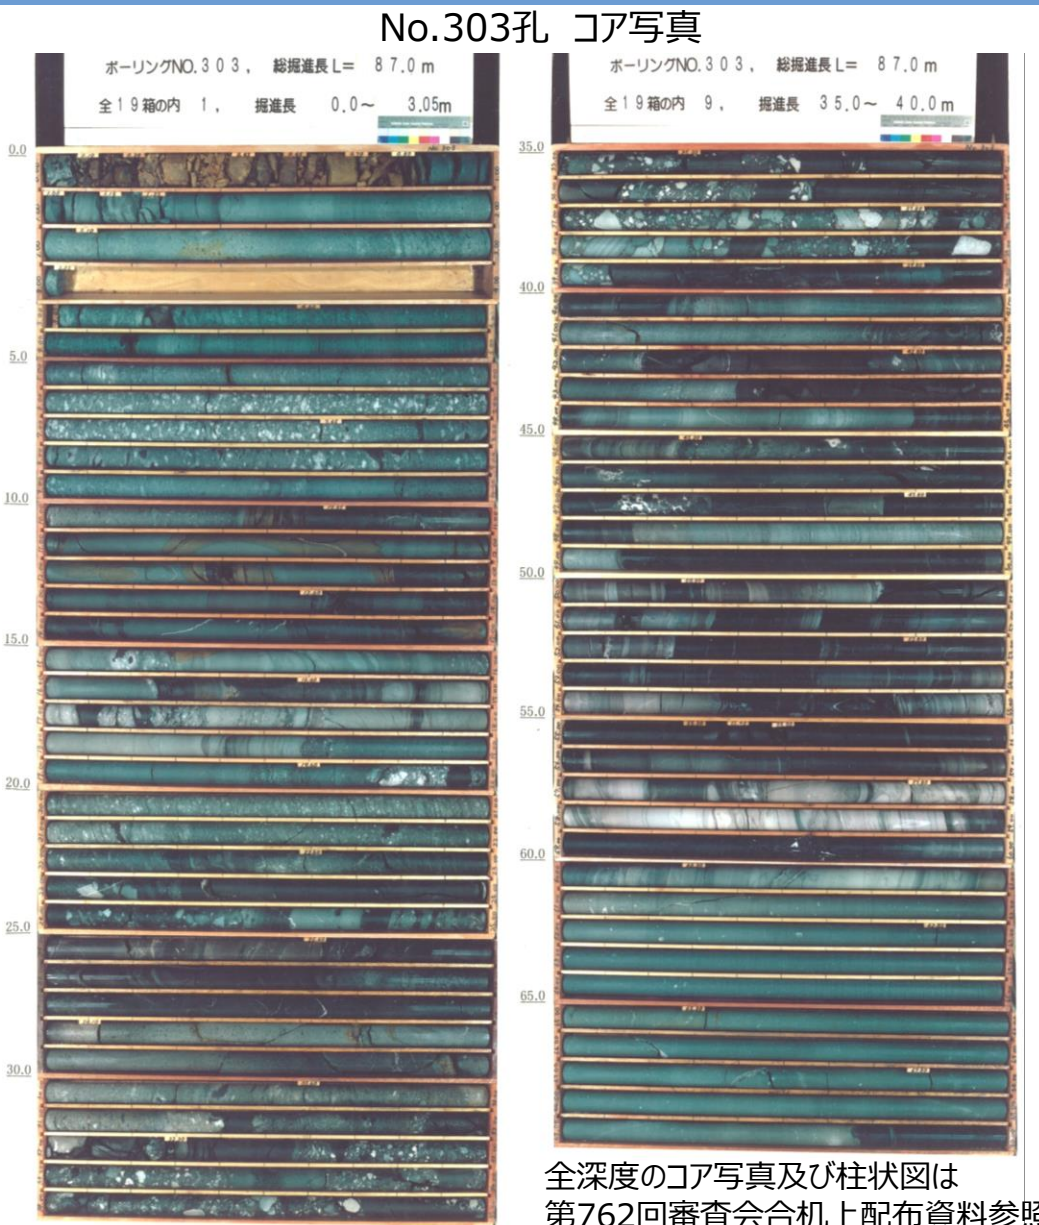 No.303孔 コア写真
ボーリングNO.303, 総掘進長L= 87.0m
全19箱の内 1, 掘進長 0.0～ 3.05m
0.0
5.0
10.0
15.0
20.0
25.0
30.0
ボーリングNO.303, 総掘進長L= 87.0m
全19箱の内 9, 掘進長 35.0～ 40.0m
35.0
40.0
45.0
50.0
55.0
60.0
65.0
全深度のコア写真及び柱状図は
第762回審査会合机上配布資料参照